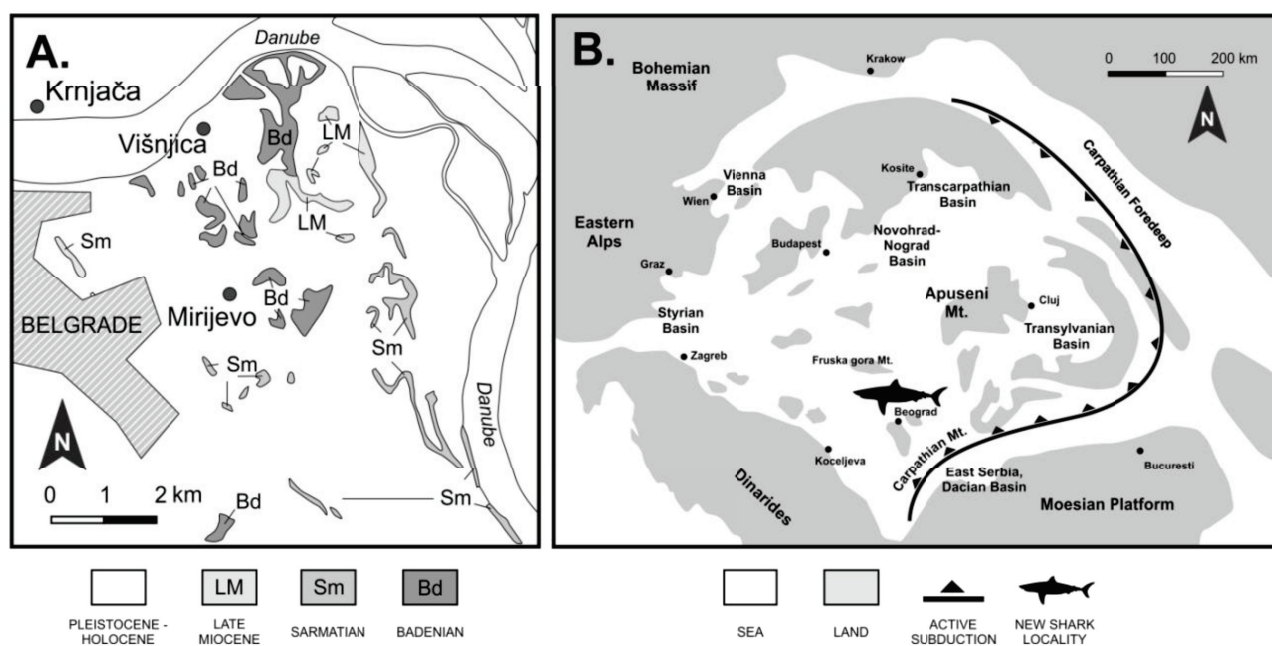 A.
Danube
Krnjača
Višnjica
Bd
LM
Bd
LM
Sm
BELGRADE
Mirijevo
Bd
Sm
Sm
Danube
N
0 1 2 km
Sm
Bd
PLEISTOCENE -
HOLOCENE
LM
LATE
MIOCENE
Sm
SARMATIAN
Bd
BADENIAN
B.
Bohemian
Massif
Krakow
0 100 200 km
N
Carpathian Foredeep
Vienna
Basin
Wien
Kosite
Transcarpathian
Basin
Eastern
Alps
Budapest
Novohrad-
Nograd
Basin
Graz
Styrian
Basin
Apuseni
Mt.
Cluj
Transylvanian
Basin
Zagreb
Fruska gora Mt.
Beograd
Koceljeva
Carpathian Mt.
East Serbia,
Dacian Basin
Bucuresti
Dinarides
Moesian Platform
SEA
LAND
ACTIVE
SUBDUCTION
NEW SHARK
LOCALITY